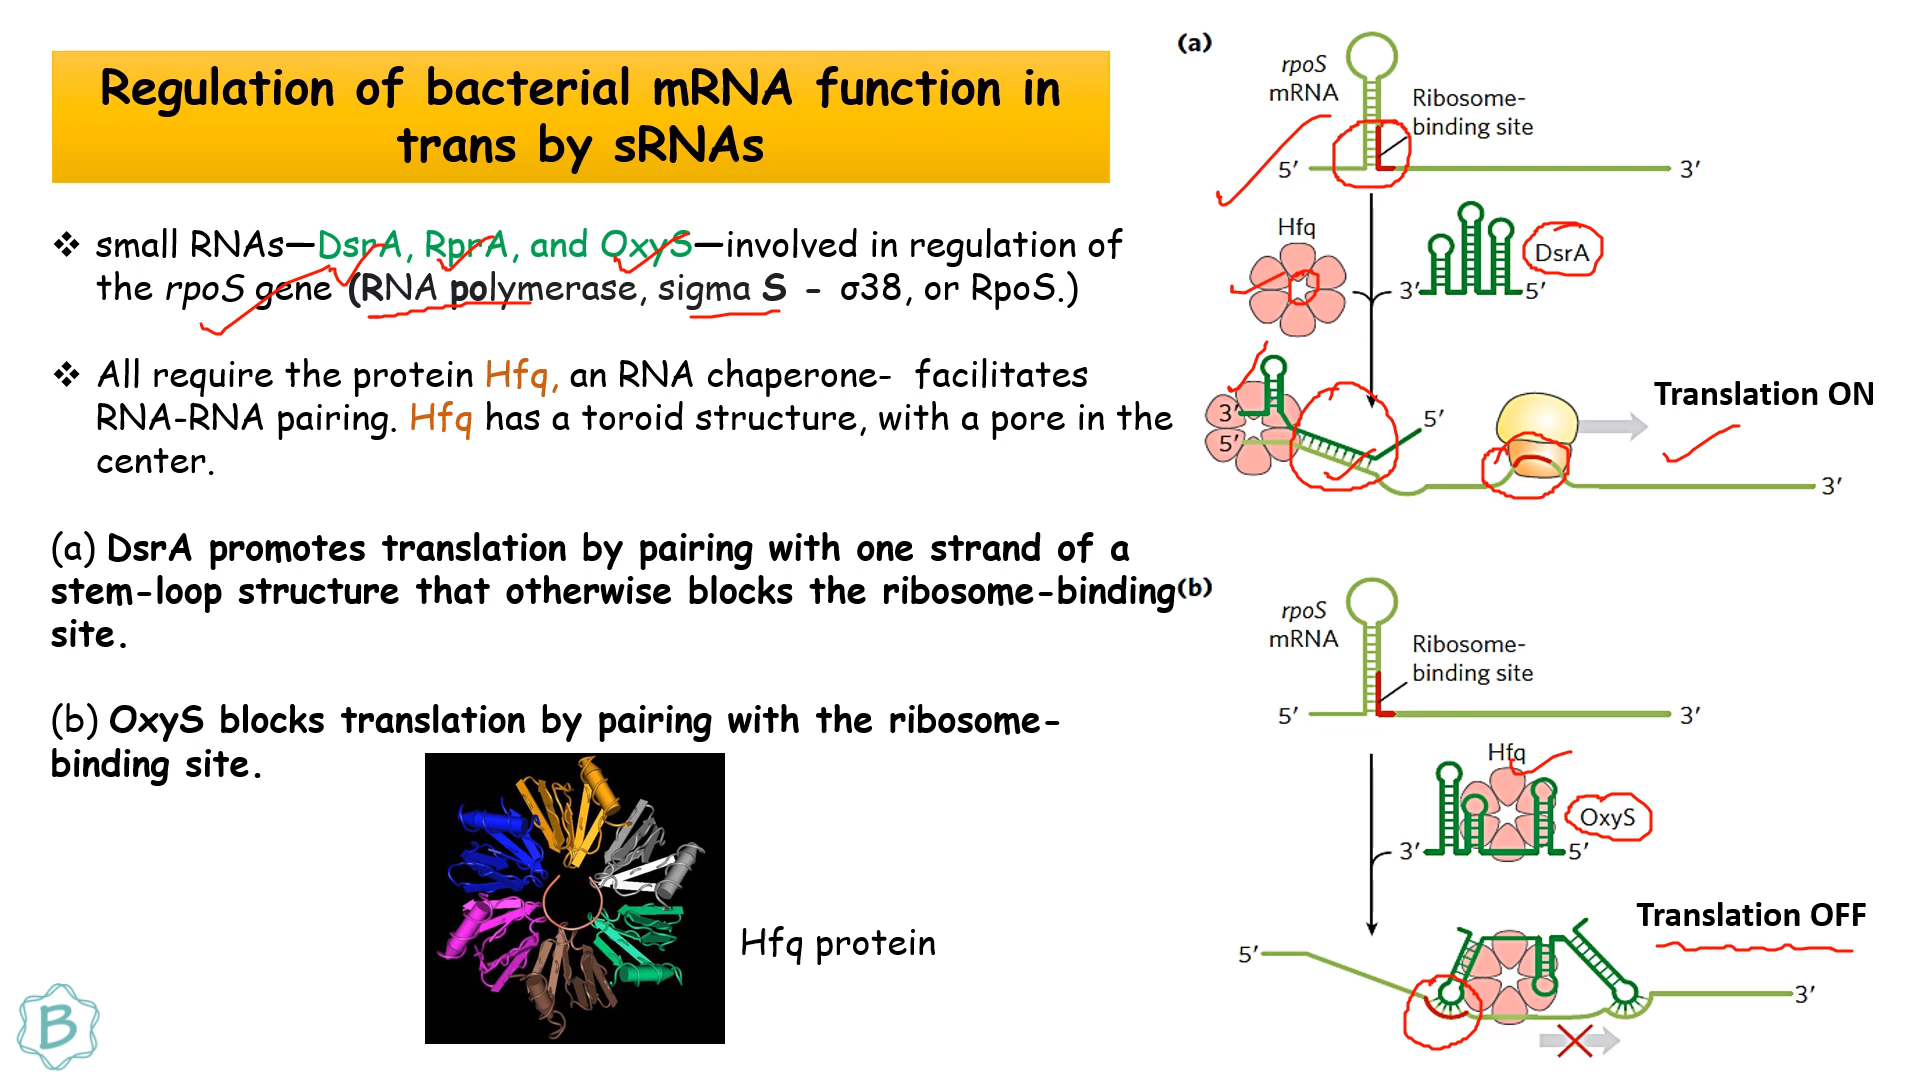 Regulation of bacterial mRNA function in
trans by sRNAs
❖ small RNAs—DsrA, RprA, and OxyS—involved in regulation of
the rpoS gene (RNA polymerase, sigma S - σ38, or RpoS.)
❖ All require the protein Hfq, an RNA chaperone- facilitates
RNA-RNA pairing. Hfq has a toroid structure, with a pore in the
center.
(a) DsrA promotes translation by pairing with one strand of a
stem-loop structure that otherwise blocks the ribosome-binding
site.
(b) OxyS blocks translation by pairing with the ribosome-
binding site.
Hfq protein
B
(a)
rpoS
mRNA
Ribosome-
binding site
5′
3′
Hfq
DsrA
3′
5′
3′
5′
5′
Translation ON
3′
(b)
rpoS
mRNA
Ribosome-
binding site
5′
3′
Hfq
OxyS
3′
5′
Translation OFF
5′
3′